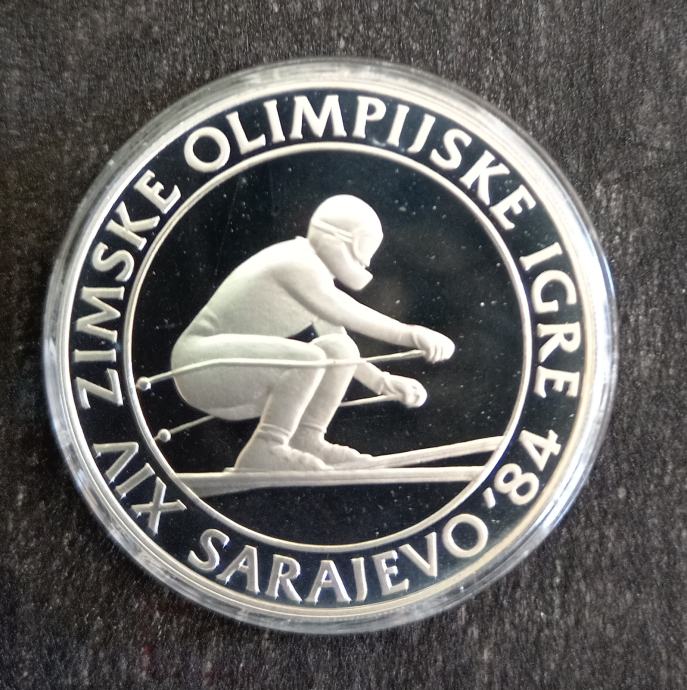 XIV ZIMSKE OLIMPIJSKE IGRE
SARAJEVO '84